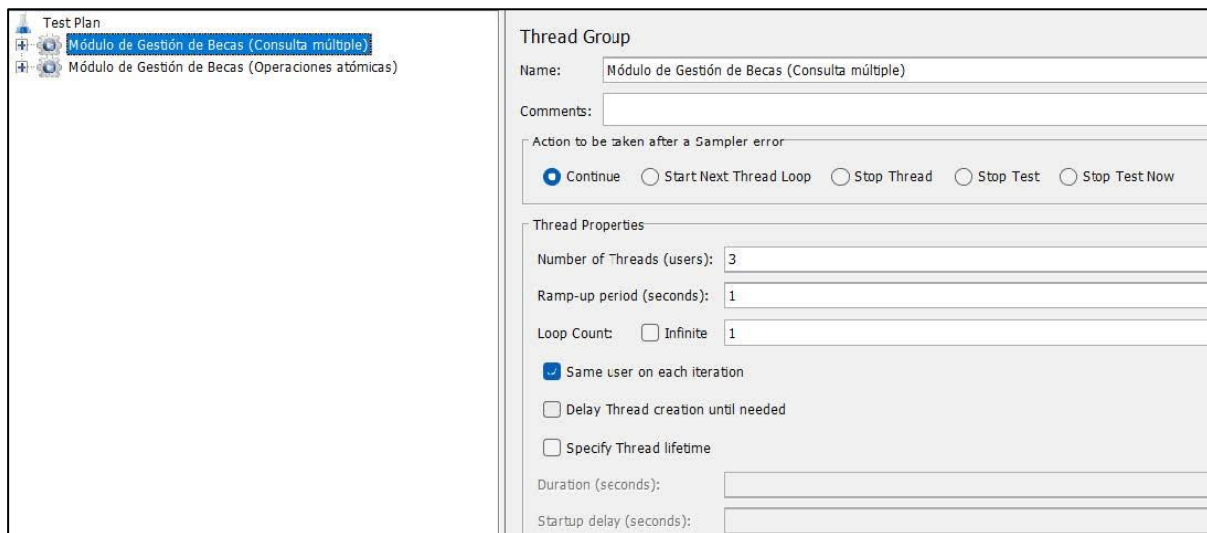 Test Plan
Módulo de Gestión de Becas (Consulta múltiple)
Módulo de Gestión de Becas (Operaciones atómicas)
Thread Group
Name: Módulo de Gestión de Becas (Consulta múltiple)
Comments:
Action to be taken after a Sampler error
Continue Start Next Thread Loop Stop Thread Stop Test Stop Test Now
Thread Properties
Number of Threads (users): 3
Ramp-up period (seconds): 1
Loop Count: Infinite 1
Same user on each iteration
Delay Thread creation until needed
Specify Thread lifetime
Duration (seconds):
Startup delay (seconds):